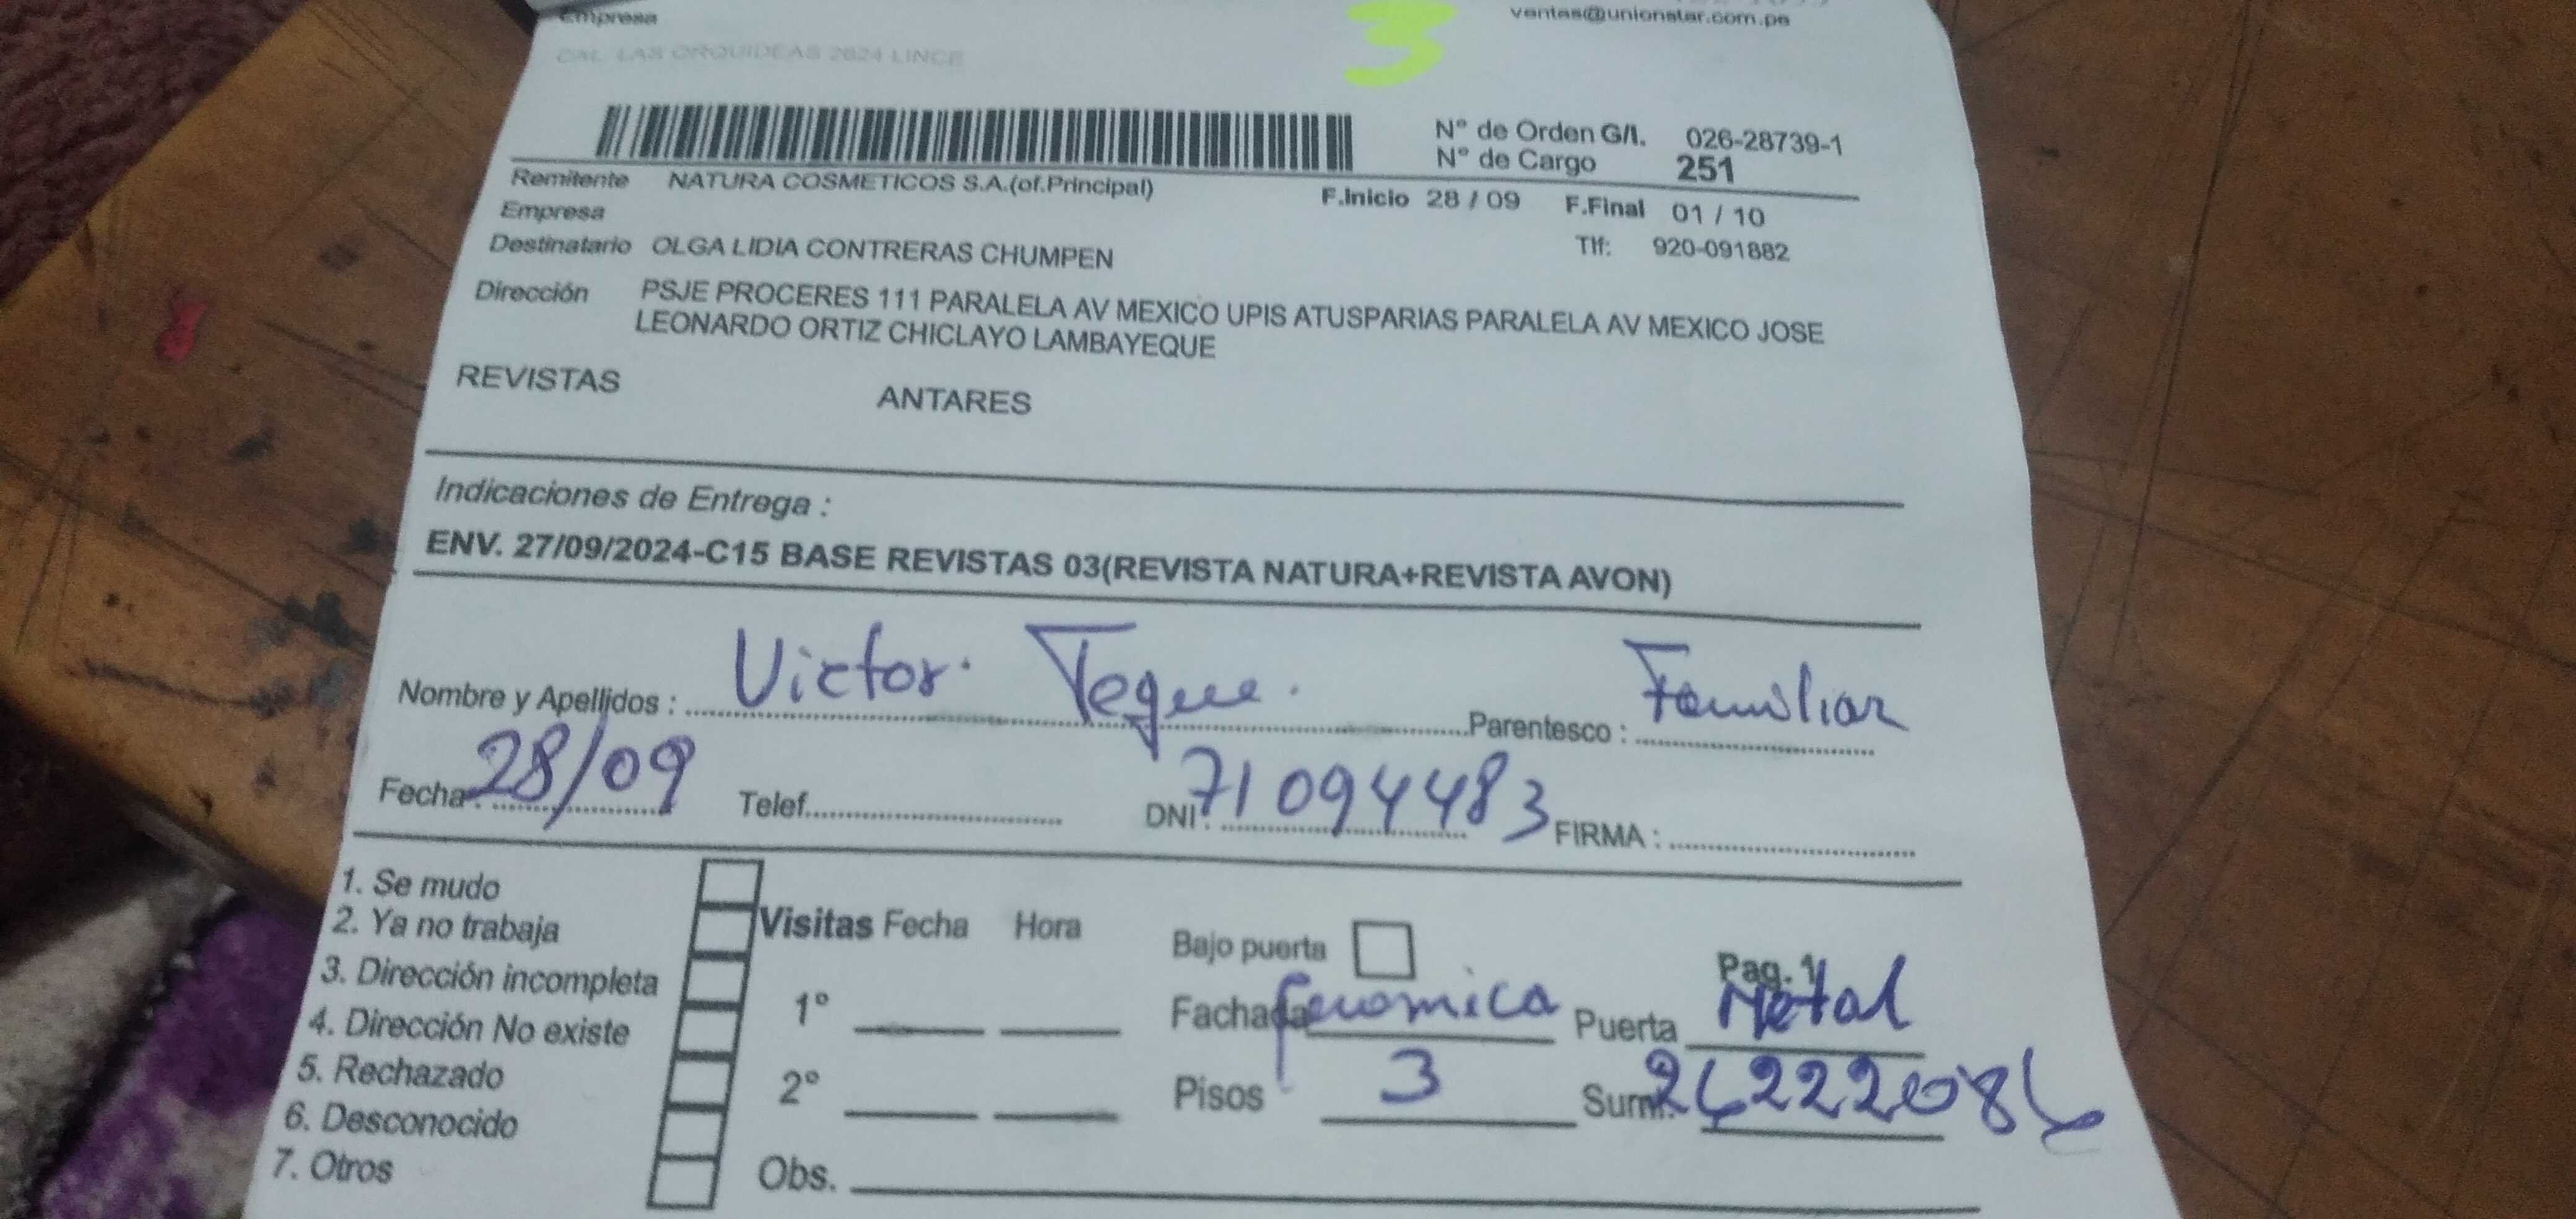 Empresa ventas@unionstar.com.pe
CAL LAS ORQUIDEAS 2624 LINCE
3
N° de Orden G/I. 026-28739-1
N° de Cargo 251
Remitente NATURA COSMETICOS S.A.(of.Principal)
F.Inicio 28 / 09 F.Final 01 / 10
Empresa
Destinatario OLGA LIDIA CONTRERAS CHUMPEN Tlf: 920-091882
Dirección PSJE PROCERES 111 PARALELA AV MEXICO UPIS ATUSPARIAS PARALELA AV MEXICO JOSE
LEONARDO ORTIZ CHICLAYO LAMBAYEQUE
REVISTAS ANTARES
Indicaciones de Entrega :
ENV. 27/09/2024-C15 BASE REVISTAS 03(REVISTA NATURA+REVISTA AVON)
Nombre y Apellidos : Victor Teque. Parentesco : Familiar
Fecha : 28/09 Telef. DNI : 71094483 FIRMA :
1. Se mudo
2. Ya no trabaja
3. Dirección incompleta
4. Dirección No existe
5. Rechazado
6. Desconocido
7. Otros
Visitas Fecha Hora
1°
2°
Obs.
Bajo puerta
Pag. 1
Fachada Puerta Metal
Pisos 3 Sum.